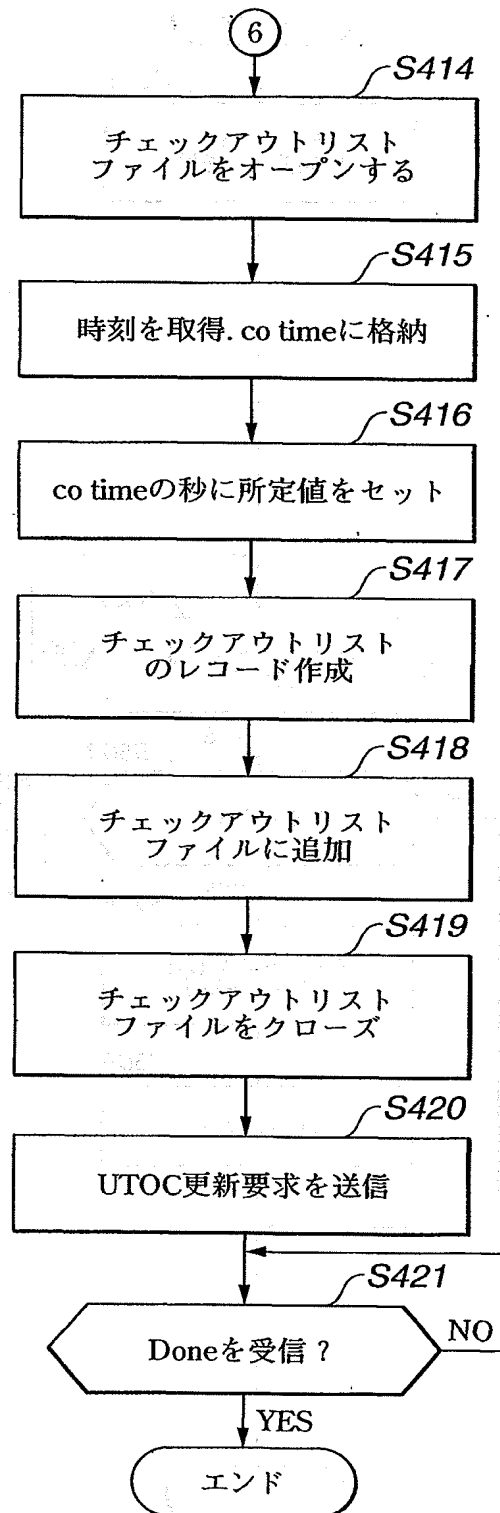 6
S414
チェックアウトリスト
ファイルをオープンする
S415
時刻を取得. co timeに格納
S416
co timeの秒に所定値をセット
S417
チェックアウトリスト
のレコード作成
S418
チェックアウトリスト
ファイルに追加
S419
チェックアウトリスト
ファイルをクローズ
S420
UTOC更新要求を送信
S421
Doneを受信？
NO
YES
エンド